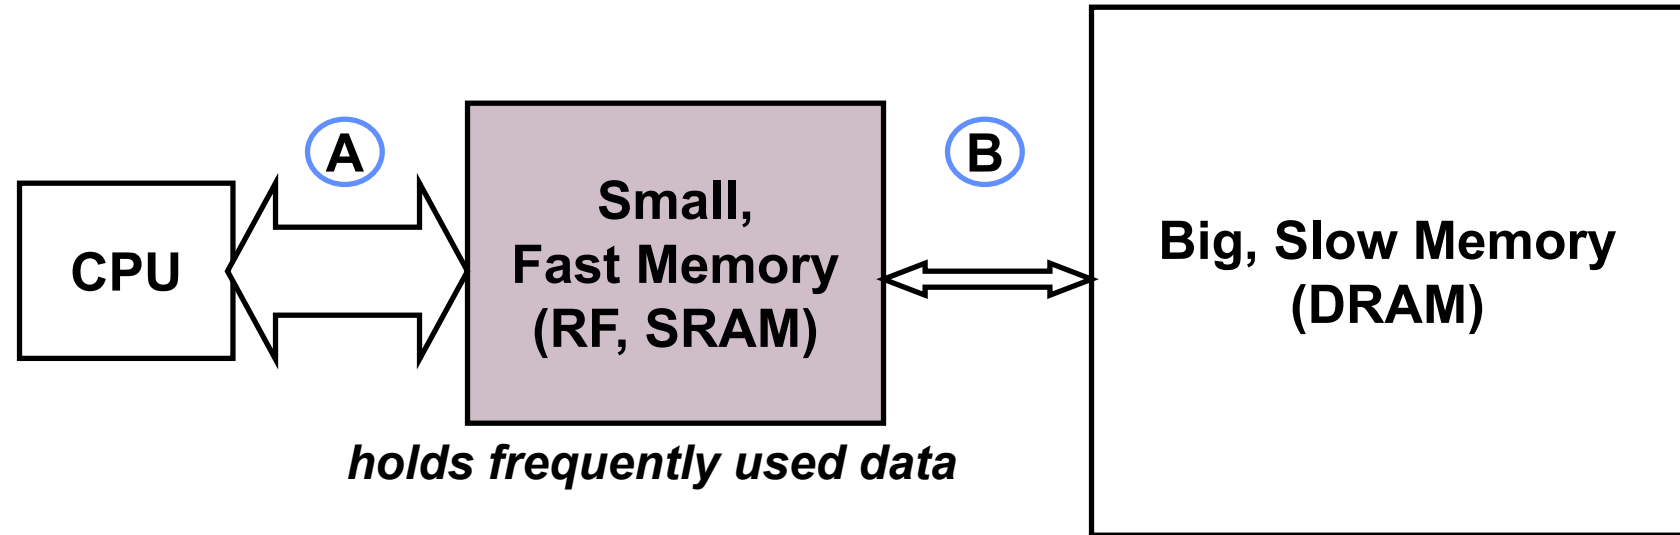 A
B
CPU
Small,
Fast Memory
(RF, SRAM)
Big, Slow Memory
(DRAM)
holds frequently used data